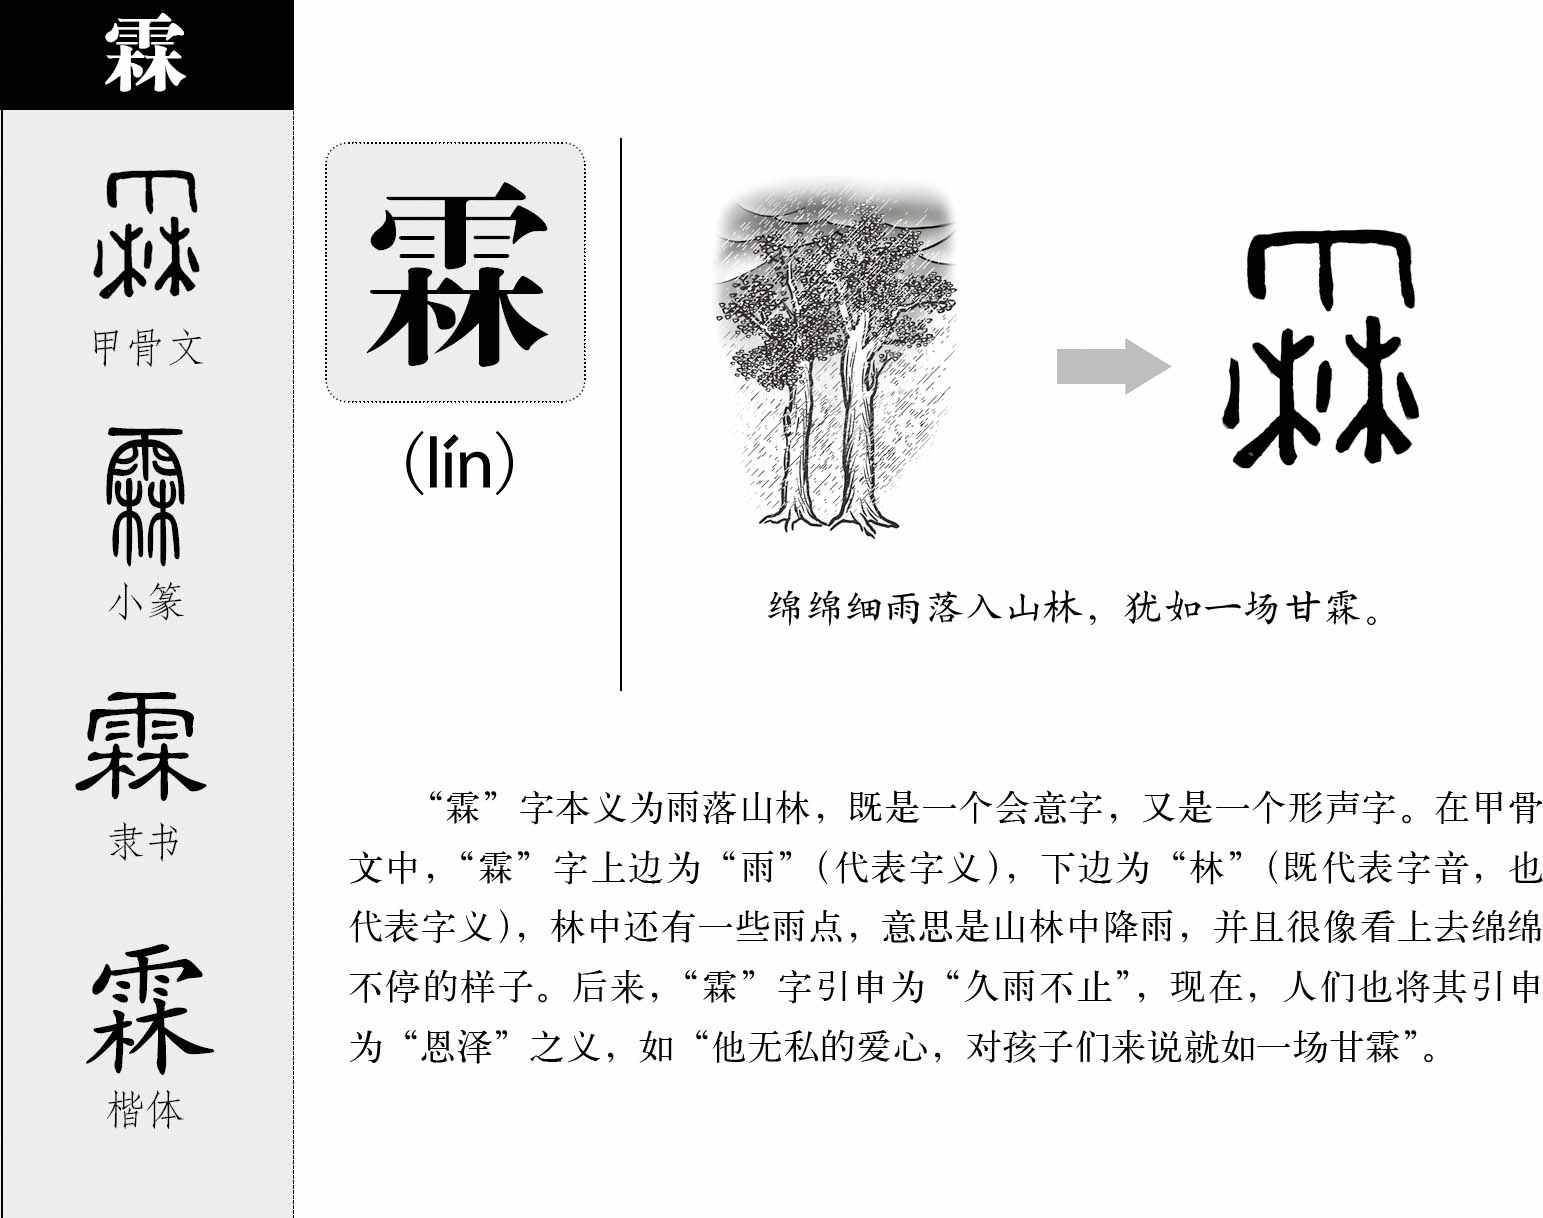 霖
甲骨文
小篆
隶书
楷体
霖
（lín）
绵绵细雨落入山林，犹如一场甘霖。
“霖”字本义为雨落山林，既是一个会意字，又是一个形声字。在甲骨
文中，“霖”字上边为“雨”（代表字义），下边为“林”（既代表字音，也
代表字义），林中还有一些雨点，意思是山林中降雨，并且很像看上去绵绵
不停的样子。后来，“霖”字引申为“久雨不止”，现在，人们也将其引申
为“恩泽”之义，如“他无私的爱心，对孩子们来说就如一场甘霖”。